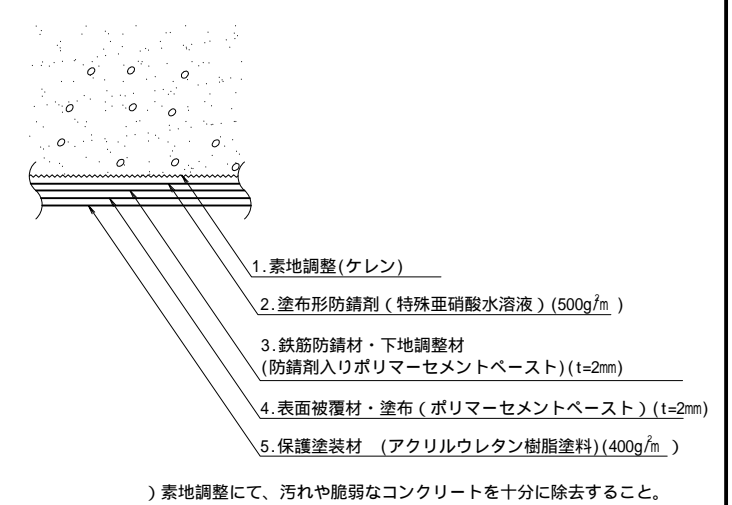 1.素地調整(ケレン)
2.塗布形防錆剤(特殊亜硝酸水溶液)(500g/m2)
3.鉄筋防錆材・下地調整材
(防錆剤入りポリマーセメントペースト)(t=2mm)
4.表面被覆材・塗布(ポリマーセメントペースト)(t=2mm)
5.保護塗装材 (アクリルウレタン樹脂塗料)(400g/m2)
)素地調整にて、汚れや脆弱なコンクリートを十分に除去すること。